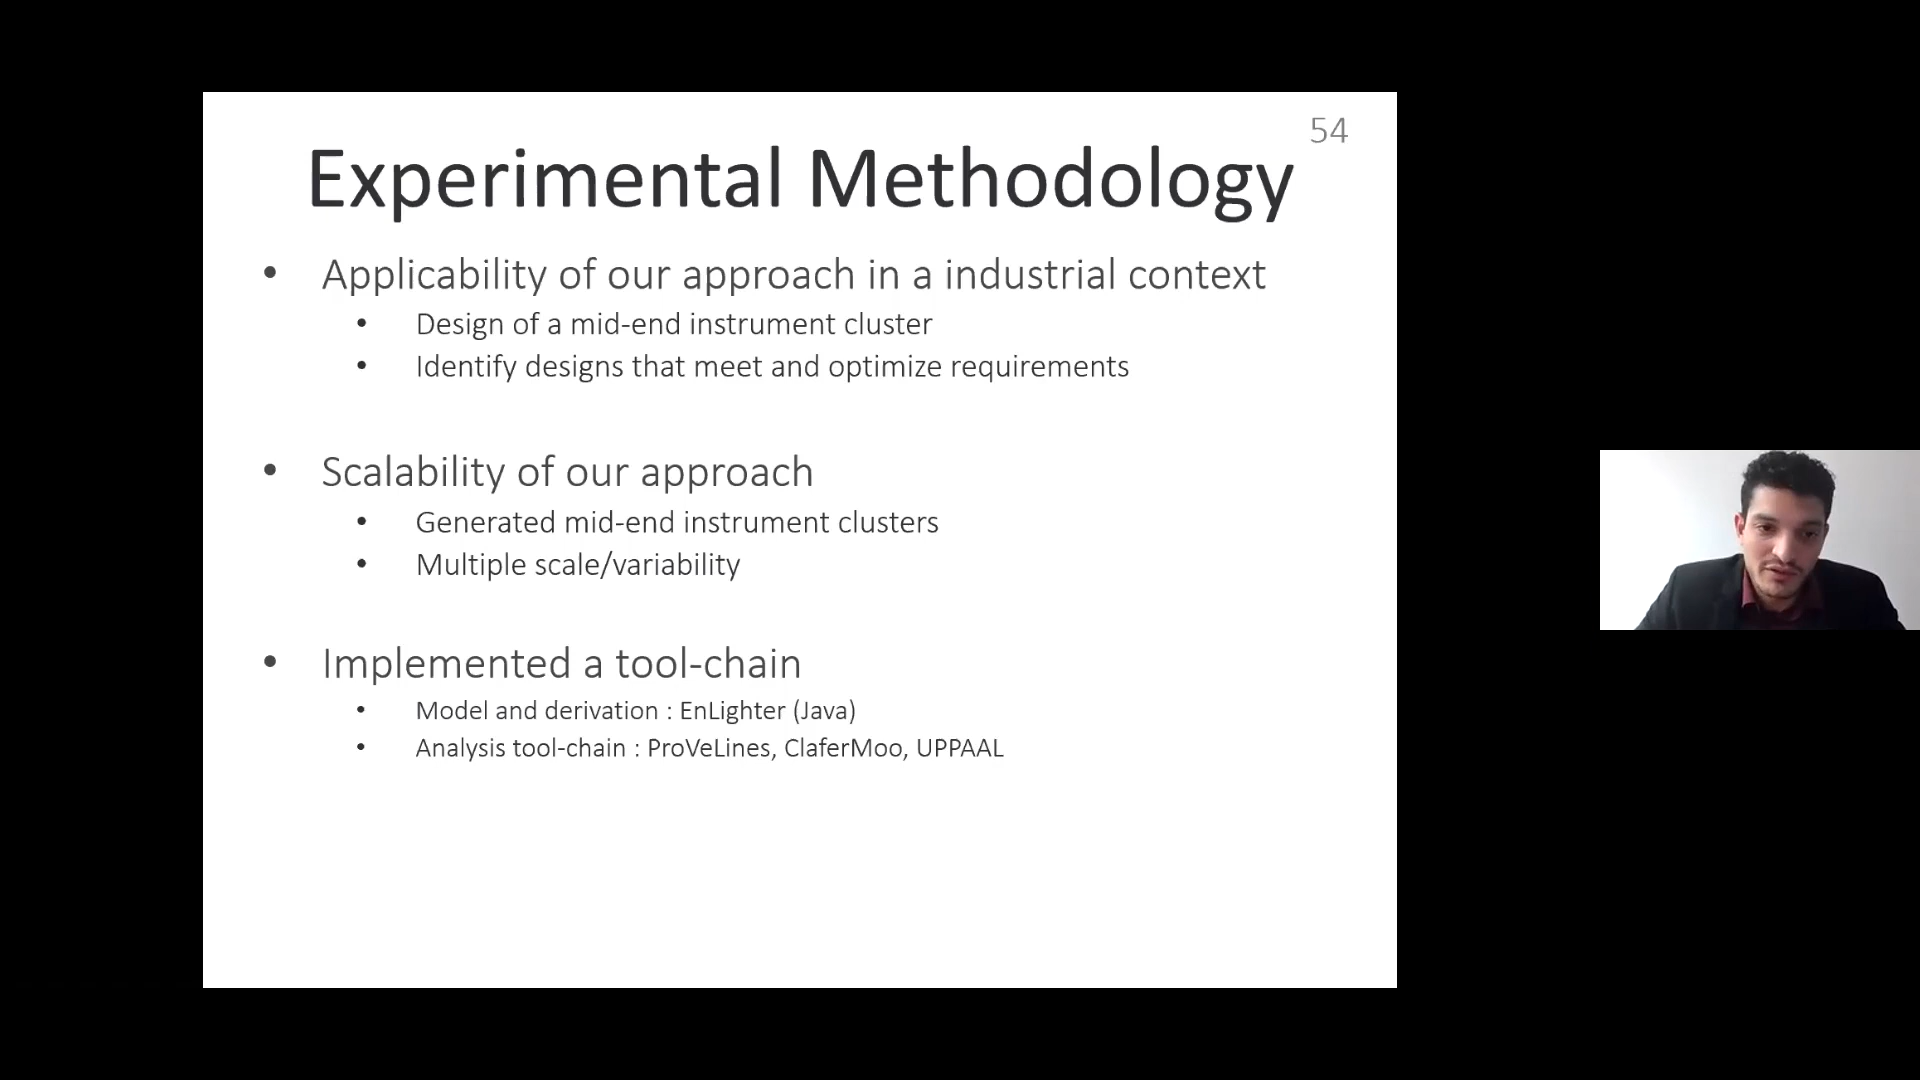 54
Experimental Methodology
• Applicability of our approach in a industrial context
• Design of a mid-end instrument cluster
• Identify designs that meet and optimize requirements
• Scalability of our approach
• Generated mid-end instrument clusters
• Multiple scale/variability
• Implemented a tool-chain
• Model and derivation : EnLighter (Java)
• Analysis tool-chain : ProVeLines, ClaferMoo, UPPAAL